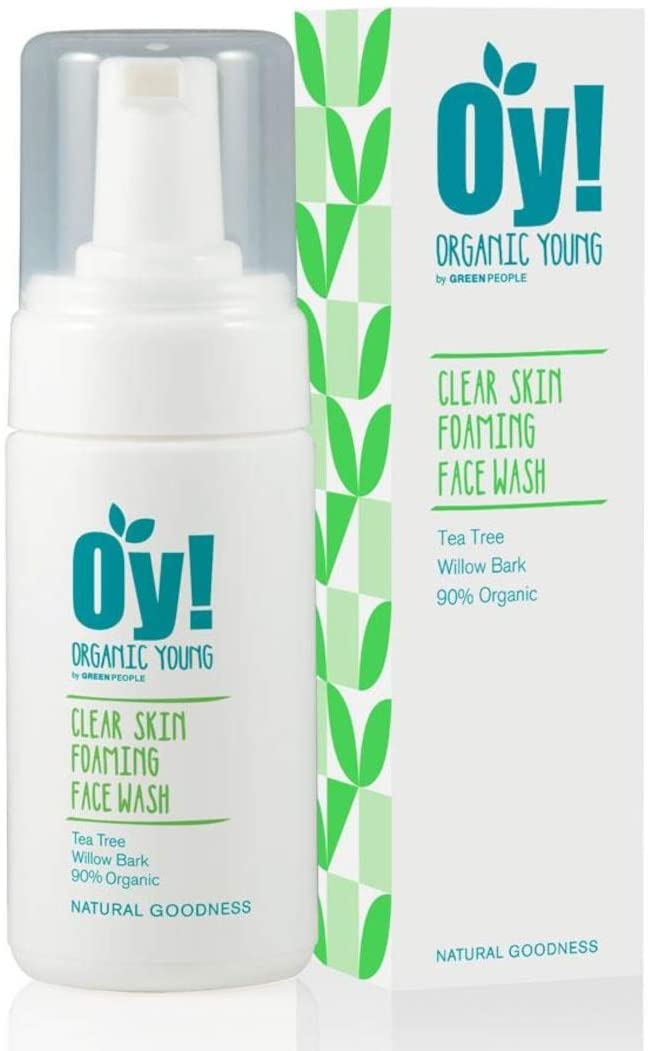 Oy!
ORGANIC YOUNG
by GREEN PEOPLE
CLEAR SKIN
FOAMING
FACE WASH
Tea Tree
Willow Bark
90% Organic
NATURAL GOODNESS
Oy!
ORGANIC YOUNG
by GREEN PEOPLE
CLEAR SKIN
FOAMING
FACE WASH
Tea Tree
Willow Bark
90% Organic
NATURAL GOODNESS